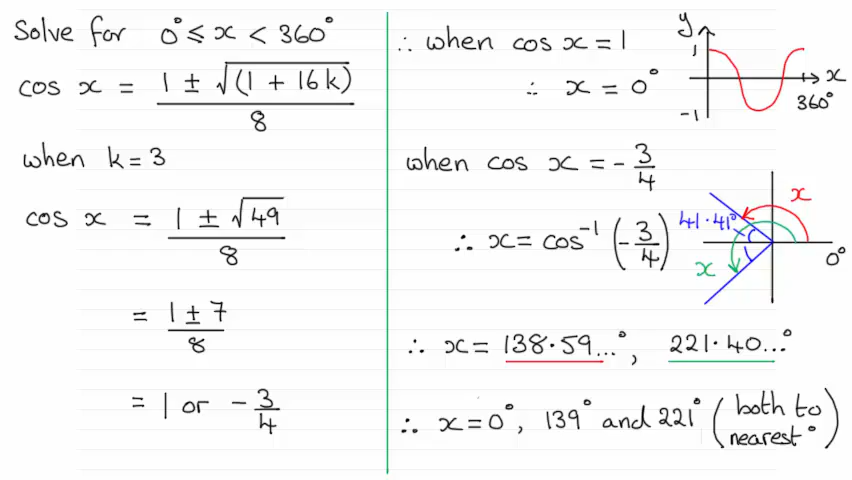 Solve for 0° ≤ x < 360°
cos x = (1 ± √(1 + 16k)) / 8
when k = 3
cos x = (1 ± √49) / 8
= (1 ± 7) / 8
= 1 or -3/4
∴ when cos x = 1
∴ x = 0°
y
1
-1
x
360°
when cos x = -3/4
∴ x = cos⁻¹(-3/4)
41·41°
x
x
0°
∴ x = 138·59...°, 221·40...°
∴ x = 0°, 139° and 221° (both to nearest°)